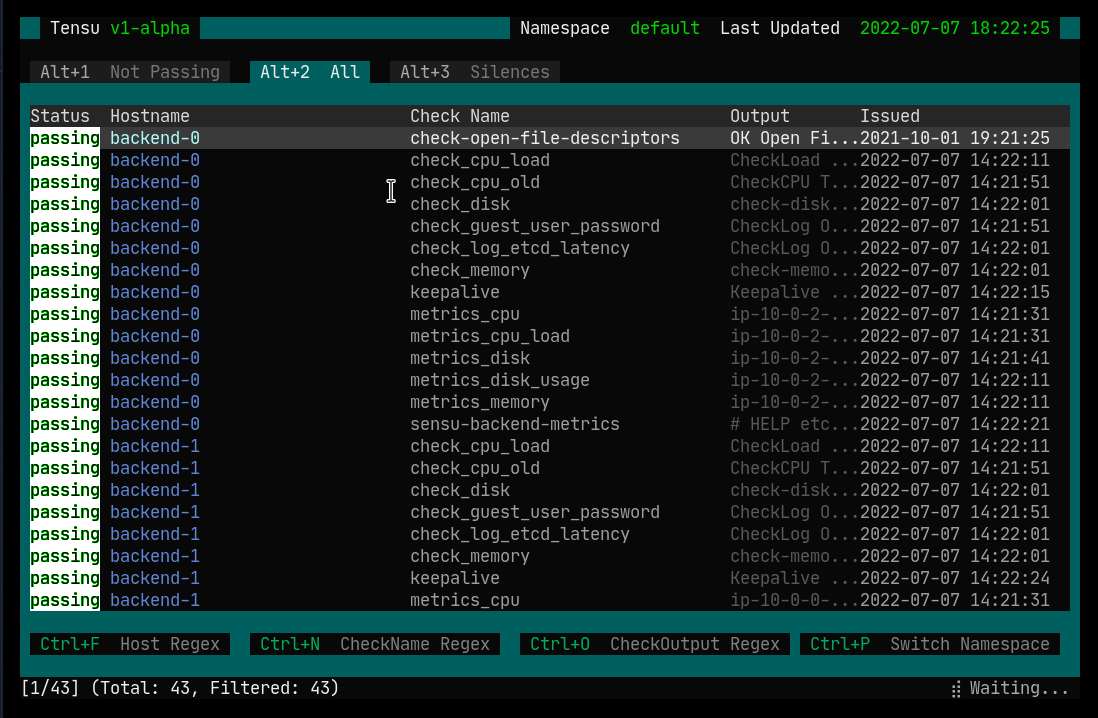 Tensu v1-alpha Namespace default Last Updated 2022-07-07 18:22:25
Alt+1 Not Passing Alt+2 All Alt+3 Silences
Status Hostname Check Name Output Issued
passing backend-0 check-open-file-descriptors OK Open Fi...2021-10-01 19:21:25
passing backend-0 check_cpu_load CheckLoad ...2022-07-07 14:22:11
passing backend-0 check_cpu_old CheckCPU T...2022-07-07 14:21:51
passing backend-0 check_disk check-disk...2022-07-07 14:22:01
passing backend-0 check_guest_user_password CheckLog O...2022-07-07 14:21:51
passing backend-0 check_log_etcd_latency CheckLog O...2022-07-07 14:22:01
passing backend-0 check_memory check-memo...2022-07-07 14:22:01
passing backend-0 keepalive Keepalive ...2022-07-07 14:22:15
passing backend-0 metrics_cpu ip-10-0-2-...2022-07-07 14:21:31
passing backend-0 metrics_cpu_load ip-10-0-2-...2022-07-07 14:21:31
passing backend-0 metrics_disk ip-10-0-2-...2022-07-07 14:21:41
passing backend-0 metrics_disk_usage ip-10-0-2-...2022-07-07 14:22:11
passing backend-0 metrics_memory ip-10-0-2-...2022-07-07 14:22:11
passing backend-0 sensu-backend-metrics # HELP etc...2022-07-07 14:22:21
passing backend-1 check_cpu_load CheckLoad ...2022-07-07 14:22:11
passing backend-1 check_cpu_old CheckCPU T...2022-07-07 14:21:51
passing backend-1 check_disk check-disk...2022-07-07 14:22:01
passing backend-1 check_guest_user_password CheckLog O...2022-07-07 14:21:51
passing backend-1 check_log_etcd_latency CheckLog O...2022-07-07 14:22:01
passing backend-1 check_memory check-memo...2022-07-07 14:22:01
passing backend-1 keepalive Keepalive ...2022-07-07 14:22:24
passing backend-1 metrics_cpu ip-10-0-0-...2022-07-07 14:21:31
Ctrl+F Host Regex Ctrl+N CheckName Regex Ctrl+O CheckOutput Regex Ctrl+P Switch Namespace
[1/43] (Total: 43, Filtered: 43) Waiting...